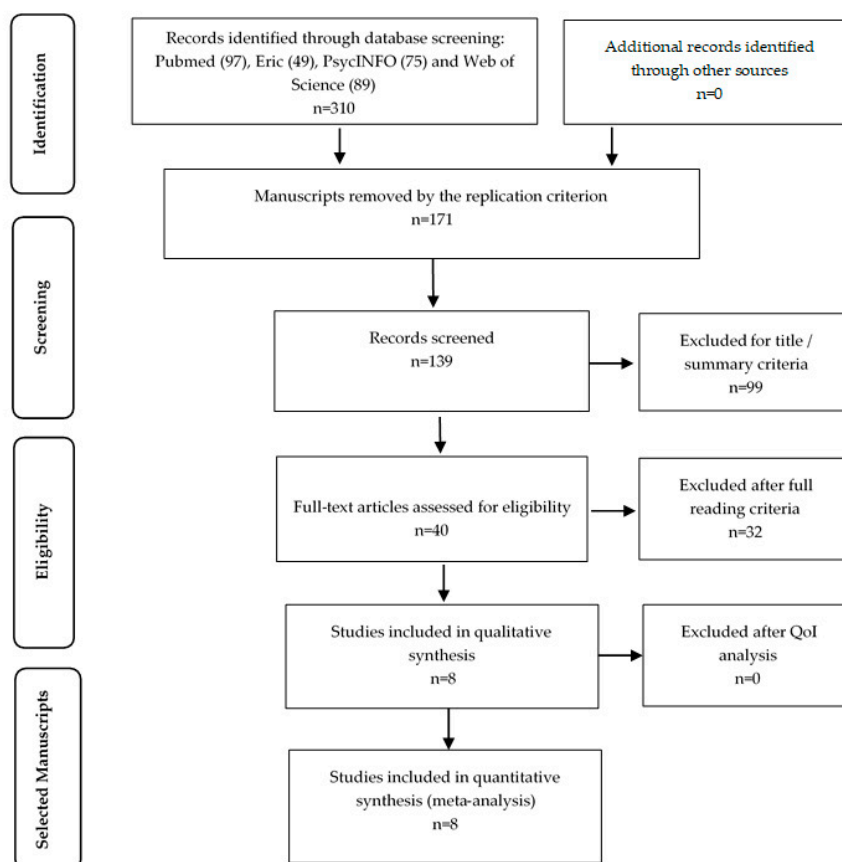 Identification
Records identified through database screening:
Pubmed (97), Eric (49), PsycINFO (75) and Web of
Science (89)
n=310
Additional records identified
through other sources
n=0
Manuscripts removed by the replication criterion
n=171
Screening
Records screened
n=139
Excluded for title /
summary criteria
n=99
Eligibility
Full-text articles assessed for eligibility
n=40
Excluded after full
reading criteria
n=32
Studies included in qualitative
synthesis
n=8
Excluded after QoI
analysis
n=0
Selected Manuscripts
Studies included in quantitative
synthesis (meta-analysis)
n=8